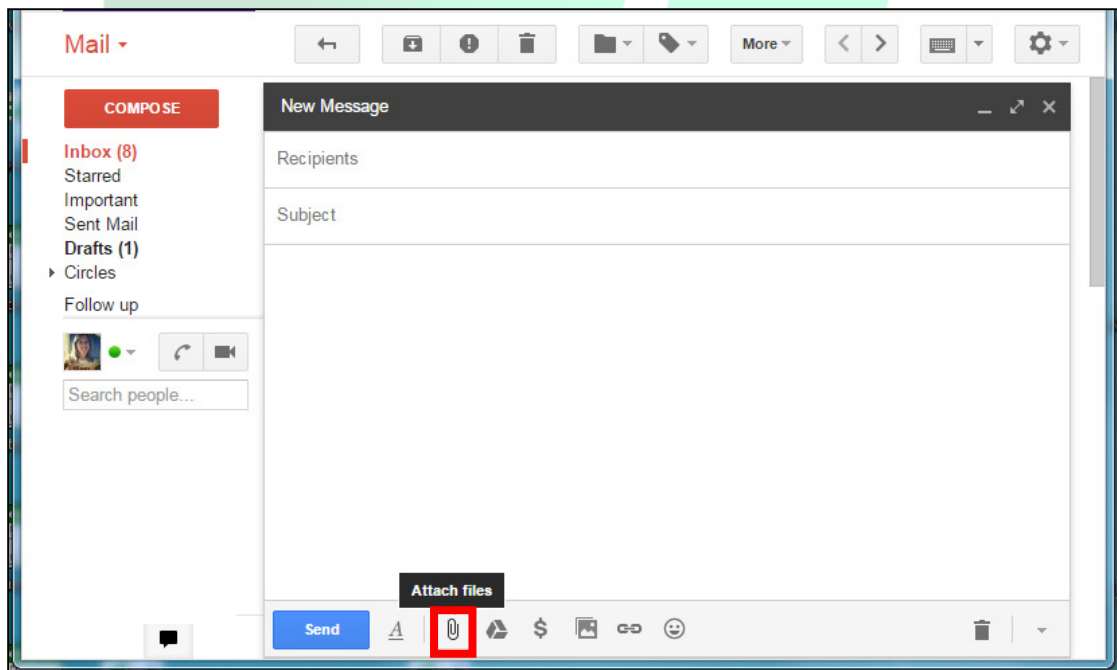 Mail
More
COMPOSE
New Message
Inbox (8)
Starred
Important
Sent Mail
Drafts (1)
Circles
Follow up
Search people...
Recipients
Subject
Attach files
Send
A
$